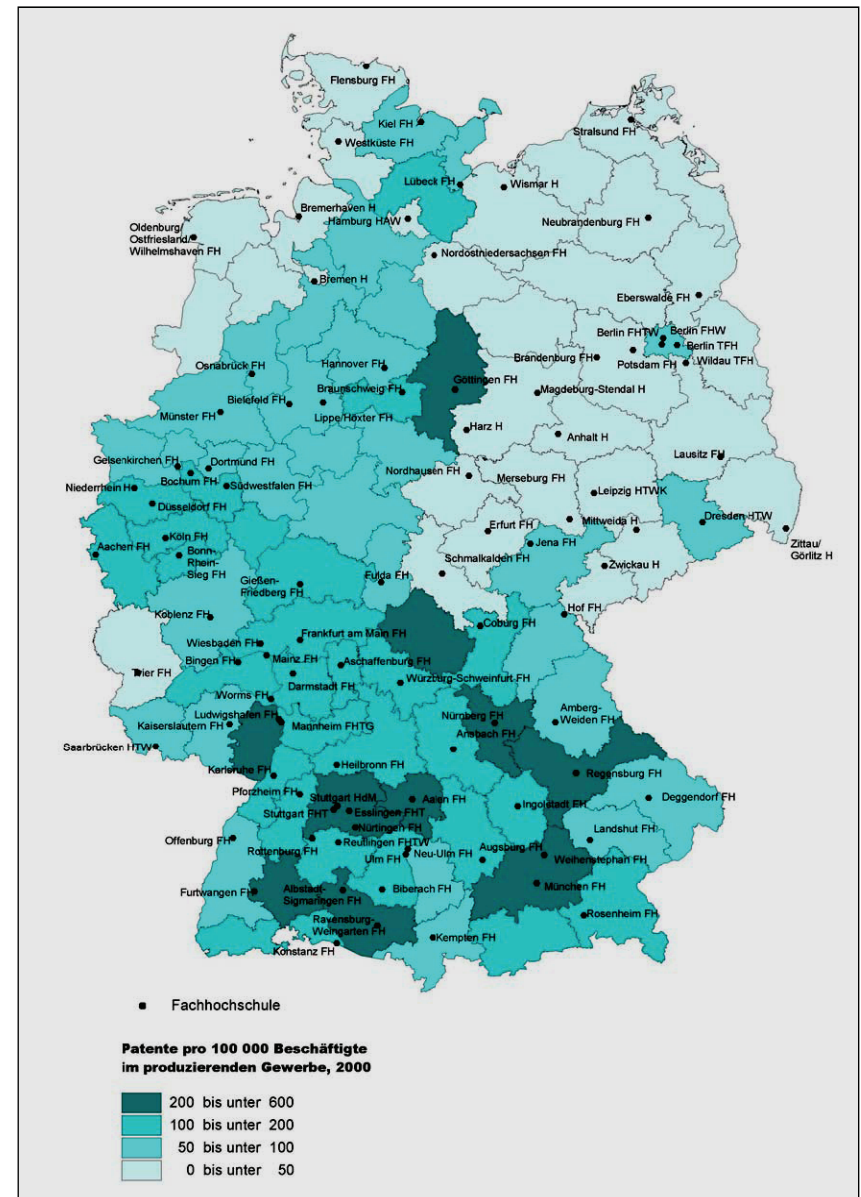 Flensburg FH
Kiel FH
Stralsund FH
Westküste FH
Lübeck FH
Wismar H
Bremerhaven H
Hamburg HAW
Neubrandenburg FH
Oldenburg/
Ostfriesland/
Wilhelmshaven FH
Nordostniedersachsen FH
Bremen H
Eberswalde FH
Berlin FHTW
Berlin FHW
Berlin TFH
Brandenburg FH
Potsdam FH
Wildau TFH
Osnabrück FH
Hannover FH
Braunschweig FH
Göttingen FH
Magdeburg-Stendal H
Bielefeld FH
Lippe/Höxter FH
Münster FH
Harz H
Anhalt H
Gelsenkirchen FH
Dortmund FH
Lausitz FH
Nordhausen FH
Merseburg FH
Bochum FH
Südwestfalen FH
Niederrhein H
Leipzig HTWK
Düsseldorf FH
Mittweida H
Dresden HTW
Erfurt FH
Köln FH
Jena FH
Zittau/
Görlitz H
Aachen FH
Bonn-
Rhein-
Sieg FH
Schmalkalden FH
Zwickau H
Gießen-
Friedberg FH
Fulda FH
Koblenz FH
Hof FH
Coburg FH
Wiesbaden FH
Frankfurt am Main FH
Bingen FH
Mainz FH
Aschaffenburg FH
Trier FH
Darmstadt FH
Würzburg-Schweinfurt FH
Worms FH
Amberg-
Weiden FH
Ludwigshafen FH
Nürnberg FH
Kaiserslautern FH
Mannheim FHTG
Ansbach FH
Saarbrücken HTW
Heilbronn FH
Karlsruhe FH
Regensburg FH
Pforzheim FH
Stuttgart HdM
Aalen FH
Deggendorf FH
Stuttgart FHT
Esslingen FHT
Ingolstadt FH
Nürtingen FH
Landshut FH
Offenburg FH
Reutlingen FHTW
Augsburg FH
Rottenburg FH
Ulm FH
Neu-Ulm FH
Weihenstephan FH
Furtwangen FH
Albstadt-
Sigmaringen FH
Biberach FH
München FH
Ravensburg-
Weingarten FH
Rosenheim FH
Kempten FH
Konstanz FH
Fachhochschule
Patente pro 100 000 Beschäftigte
im produzierenden Gewerbe, 2000
200 bis unter 600
100 bis unter 200
50 bis unter 100
0 bis unter 50